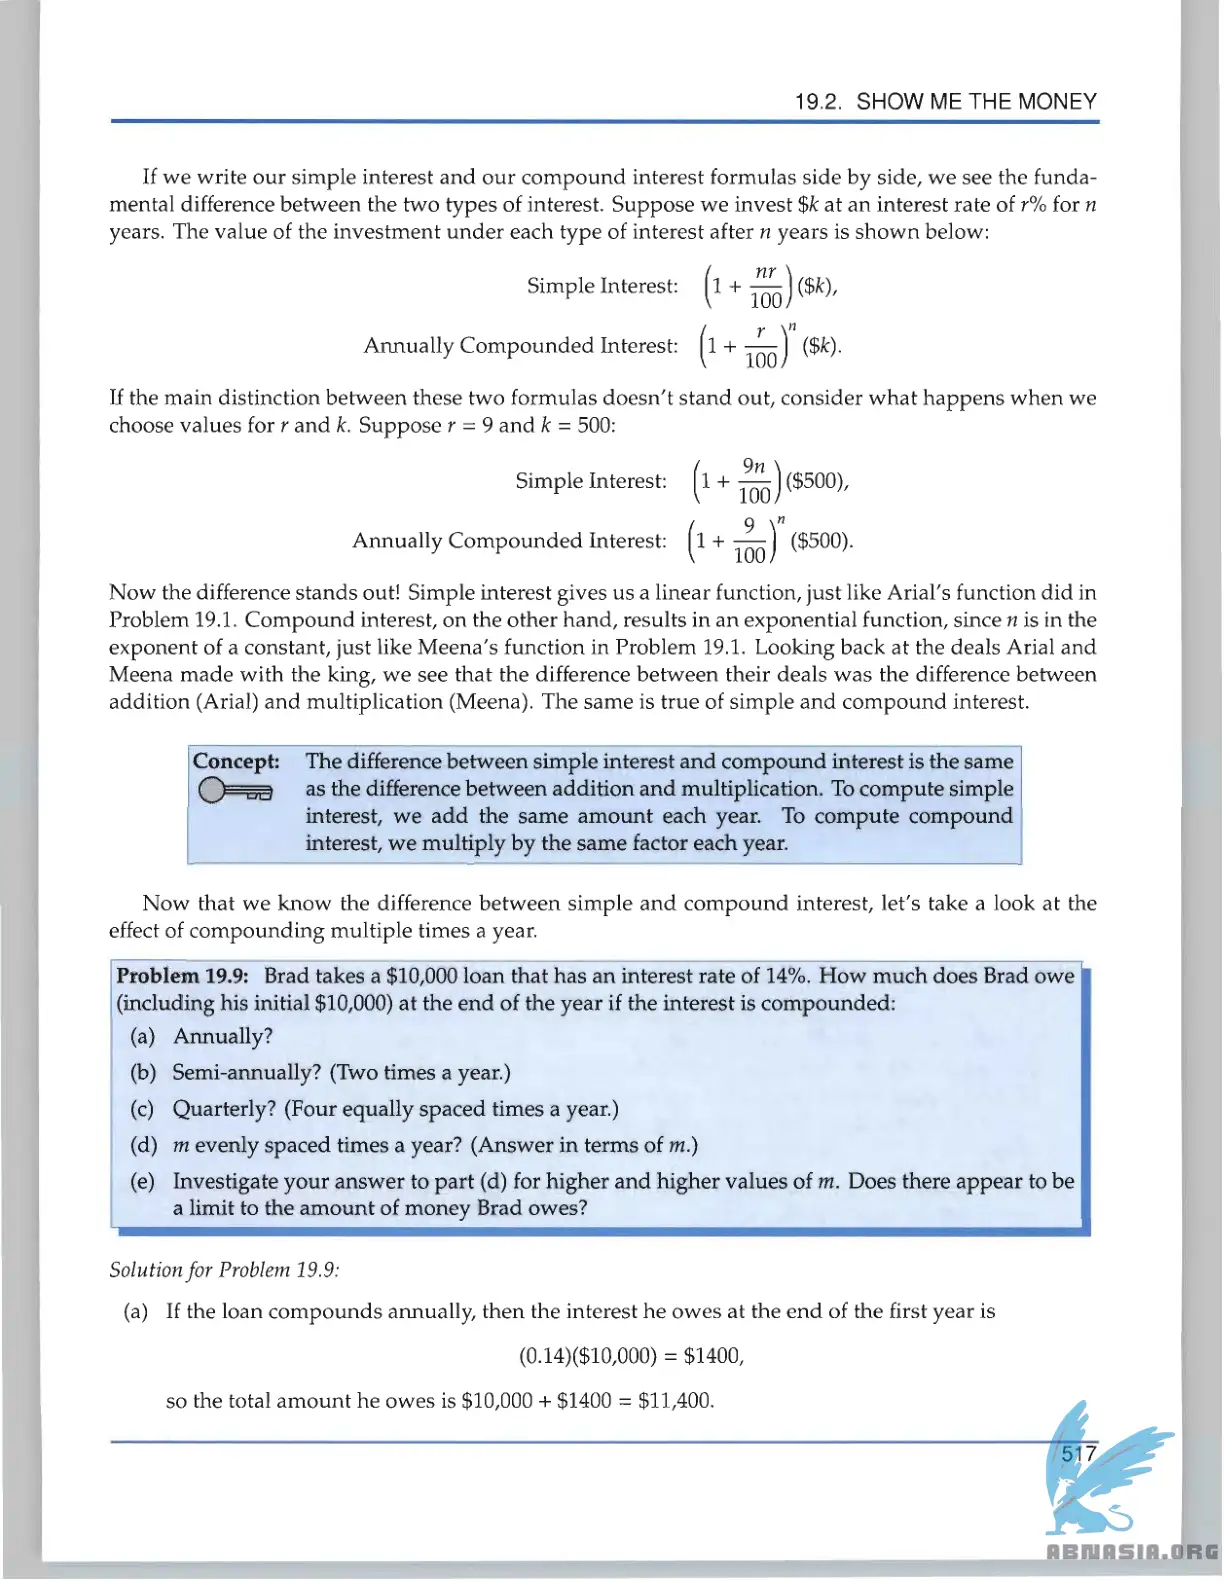 19.2. SHOW ME THE MONEY
If we write our simple interest and our compound interest formulas side by side, we see the funda-
mental difference between the two types of interest. Suppose we invest $k at an interest rate of r% for n
years. The value of the investment under each type of interest after n years is shown below:
Simple Interest: (1 + nr/100)($k),
Annually Compounded Interest: (1 + r/100)^n ($k).
If the main distinction between these two formulas doesn't stand out, consider what happens when we
choose values for r and k. Suppose r = 9 and k = 500:
Simple Interest: (1 + 9n/100)($500),
Annually Compounded Interest: (1 + 9/100)^n ($500).
Now the difference stands out! Simple interest gives us a linear function, just like Arial's function did in
Problem 19.1. Compound interest, on the other hand, results in an exponential function, since n is in the
exponent of a constant, just like Meena's function in Problem 19.1. Looking back at the deals Arial and
Meena made with the king, we see that the difference between their deals was the difference between
addition (Arial) and multiplication (Meena). The same is true of simple and compound interest.
Concept: The difference between simple interest and compound interest is the same
as the difference between addition and multiplication. To compute simple
interest, we add the same amount each year. To compute compound
interest, we multiply by the same factor each year.
Now that we know the difference between simple and compound interest, let's take a look at the
effect of compounding multiple times a year.
Problem 19.9: Brad takes a $10,000 loan that has an interest rate of 14%. How much does Brad owe
(including his initial $10,000) at the end of the year if the interest is compounded:
(a) Annually?
(b) Semi-annually? (Two times a year.)
(c) Quarterly? (Four equally spaced times a year.)
(d) m evenly spaced times a year? (Answer in terms of m.)
(e) Investigate your answer to part (d) for higher and higher values of m. Does there appear to be
a limit to the amount of money Brad owes?
Solution for Problem 19.9:
(a) If the loan compounds annually, then the interest he owes at the end of the first year is
(0.14)($10,000) = $1400,
so the total amount he owes is $10,000 + $1400 = $11,400.
517
ABNASIA.ORG